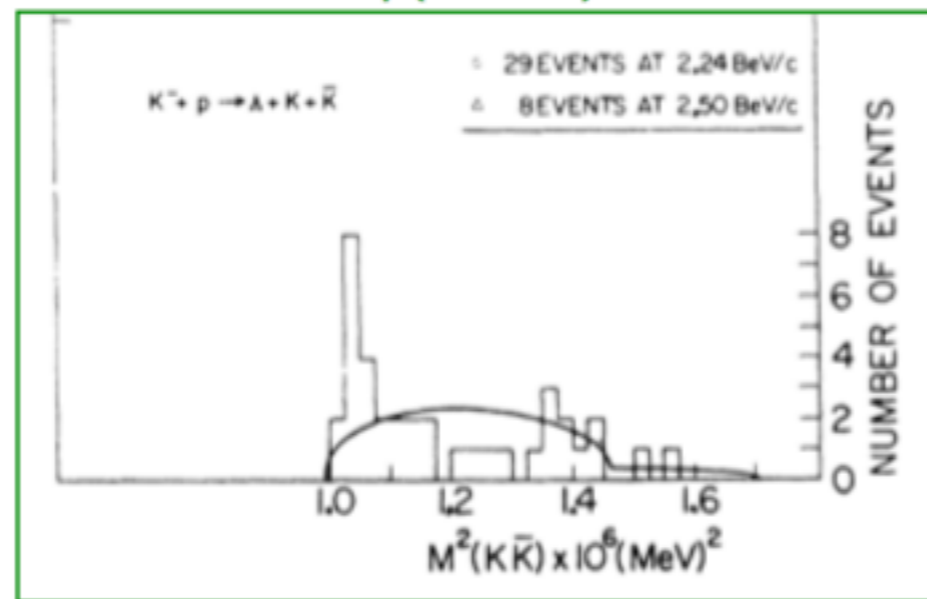 29 EVENTS AT 2.24 BeV/c
K⁻ + p → Λ + K + K̄
△ 8 EVENTS AT 2.50 BeV/c
NUMBER OF EVENTS
8
6
4
2
0
1.0 1.2 1.4 1.6
M²(KK̄) x 10⁶ (MeV)²